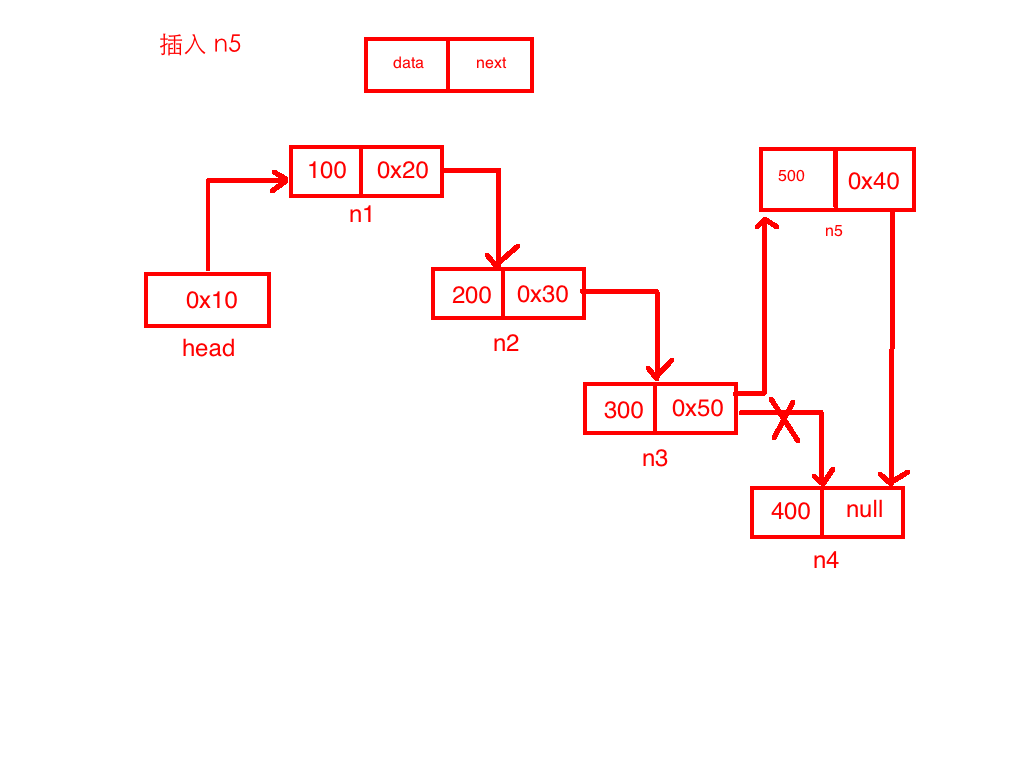 插入 n5
data next
100 0x20
n1
500 0x40
n5
0x10
head
200 0x30
n2
300 0x50
n3
400 null
n4